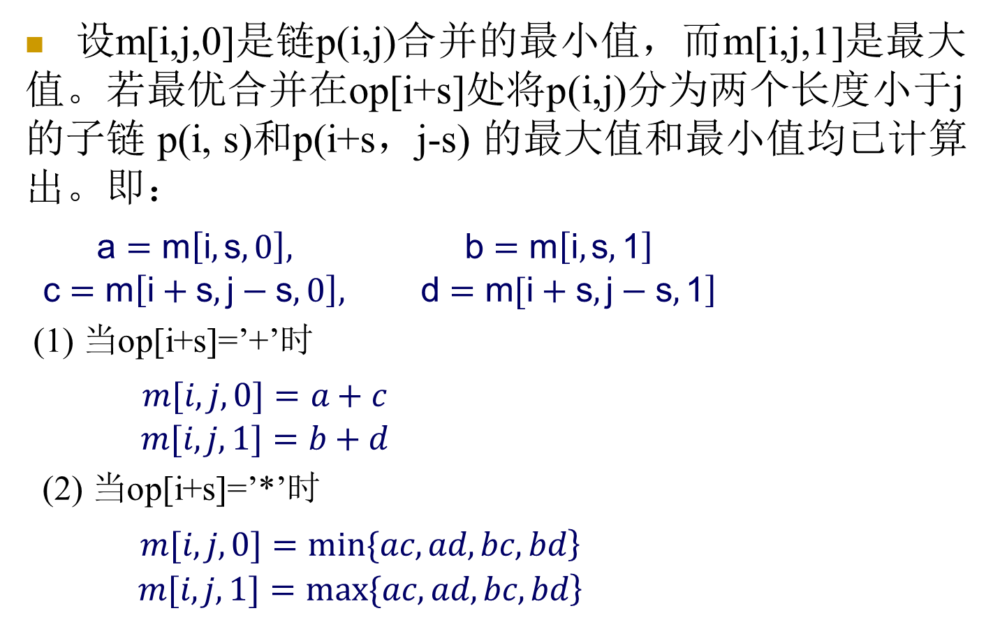 设m[i,j,0]是链p(i,j)合并的最小值，而m[i,j,1]是最大
值。若最优合并在op[i+s]处将p(i,j)分为两个长度小于j
的子链 p(i, s)和p(i+s，j-s) 的最大值和最小值均已计算
出。即：
a = m[i, s, 0], b = m[i, s, 1]
c = m[i + s, j − s, 0], d = m[i + s, j − s, 1]
(1) 当op[i+s]=’+’时
m[i, j, 0] = a + c
m[i, j, 1] = b + d
(2) 当op[i+s]=’*’时
m[i, j, 0] = min{ac, ad, bc, bd}
m[i, j, 1] = max{ac, ad, bc, bd}